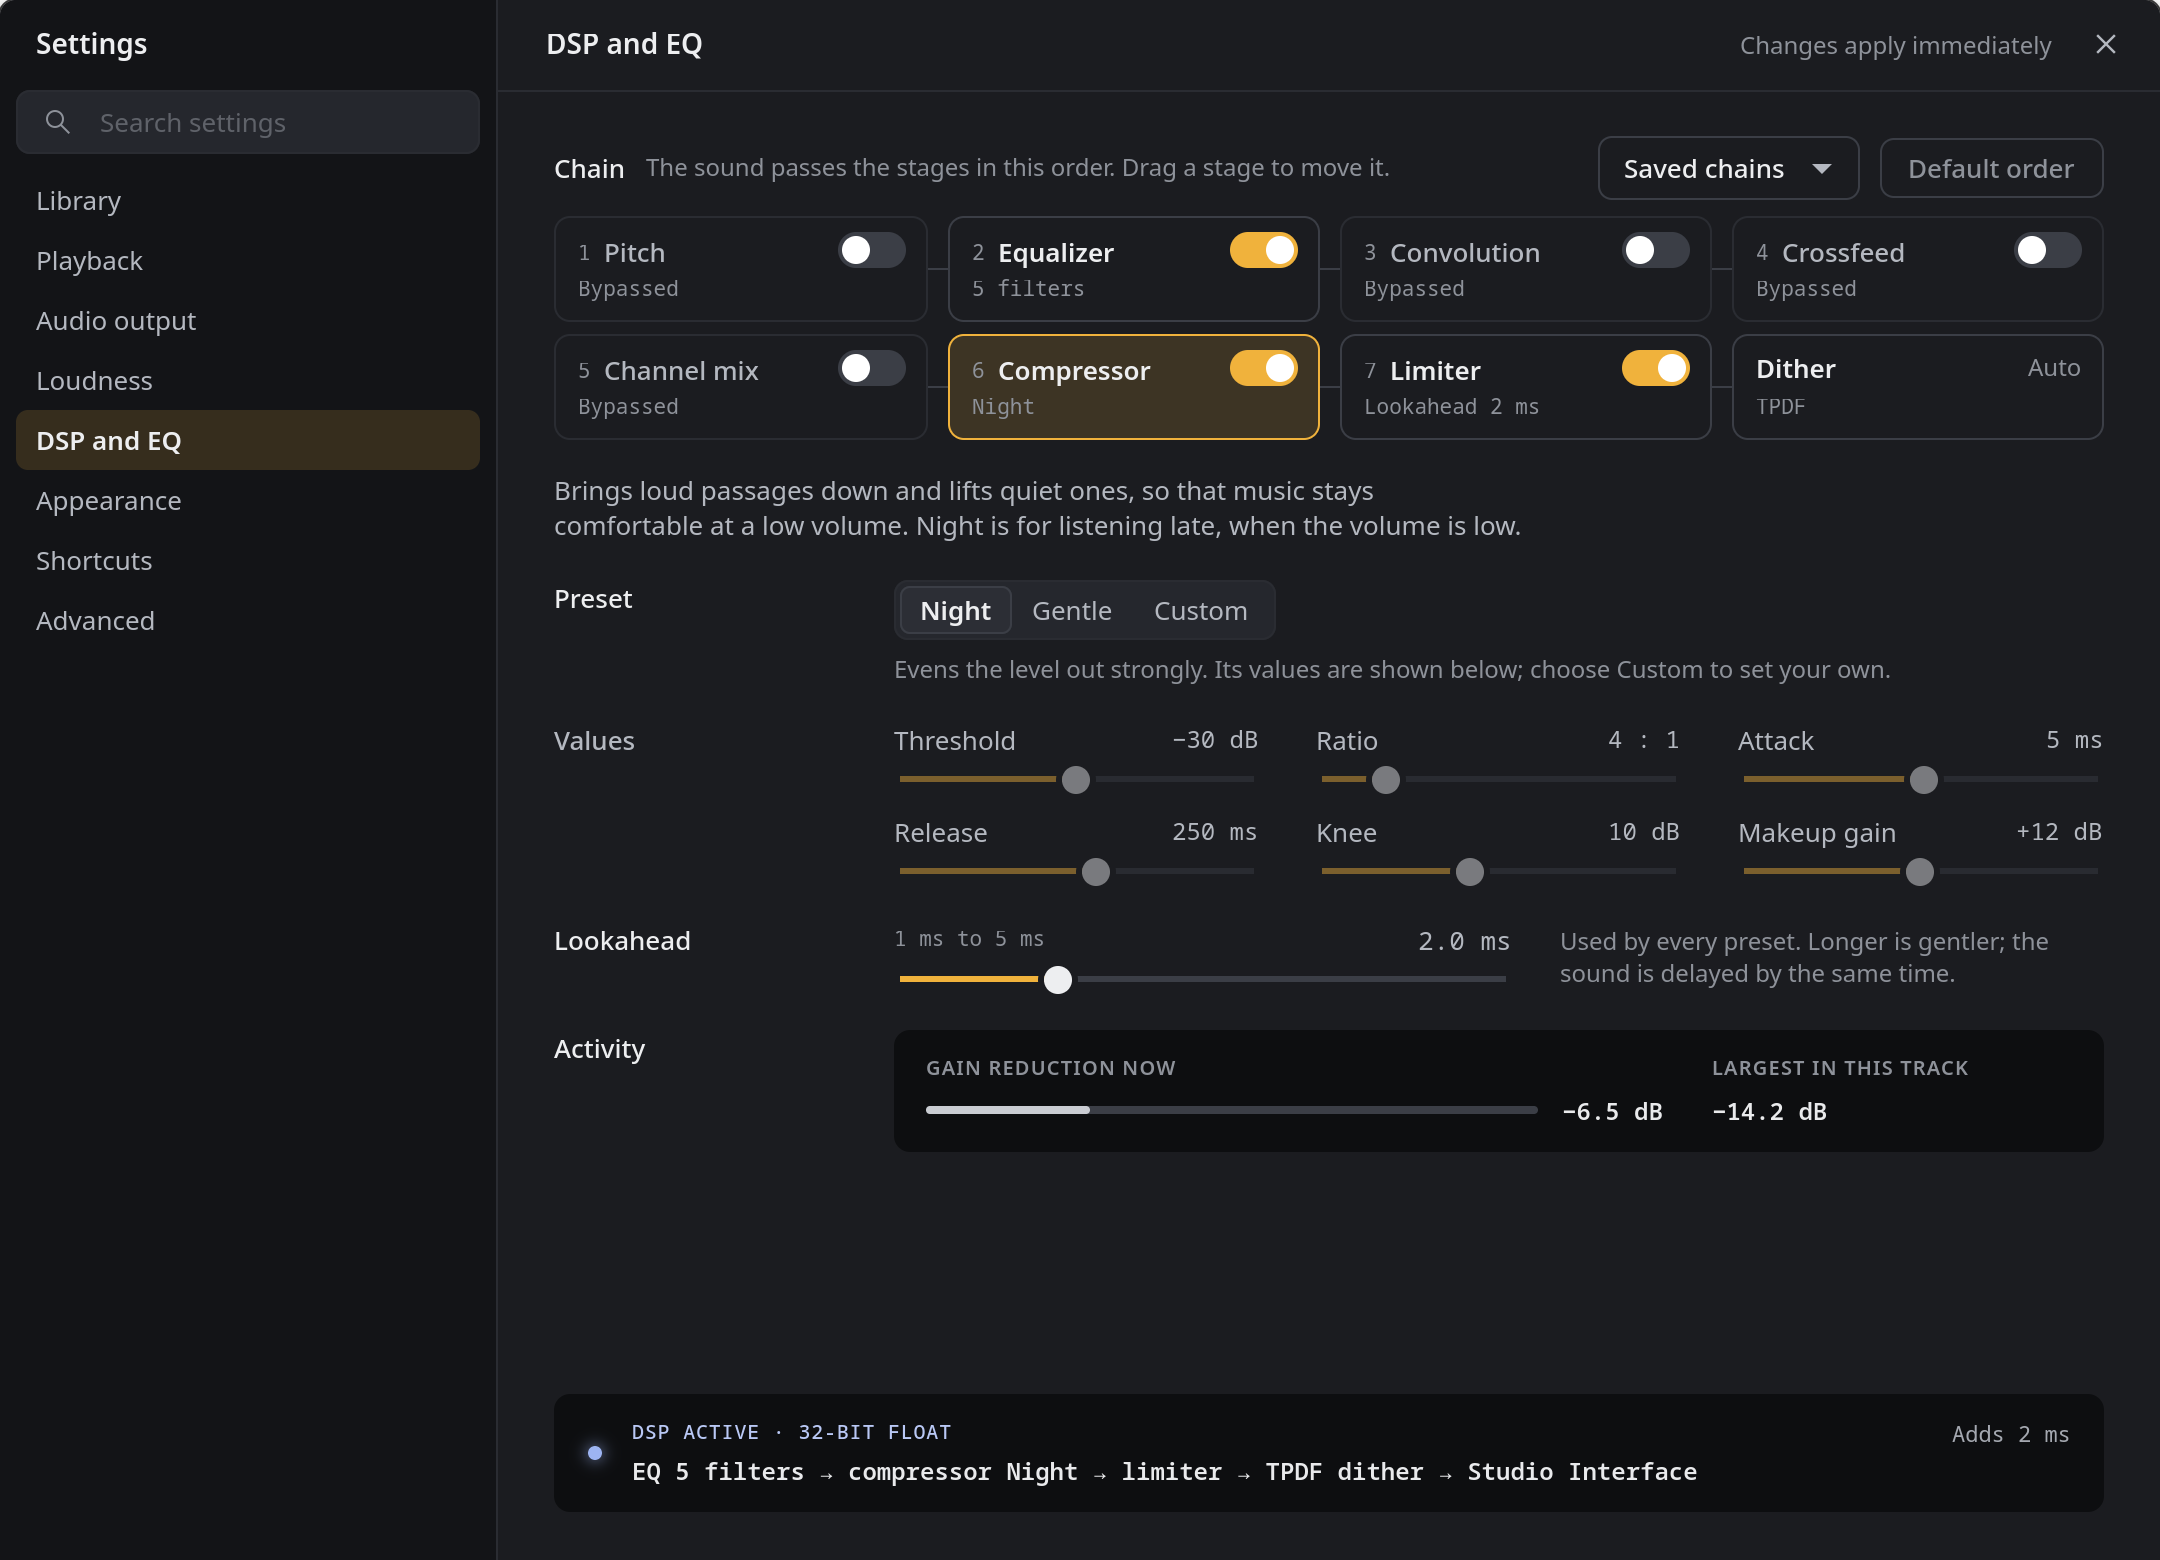 Settings
Search settings
Library
Playback
Audio output
Loudness
DSP and EQ
Appearance
Shortcuts
Advanced
DSP and EQ
Changes apply immediately
Chain The sound passes the stages in this order. Drag a stage to move it.
Saved chains
Default order
1 Pitch
Bypassed
2 Equalizer
5 filters
3 Convolution
Bypassed
4 Crossfeed
Bypassed
5 Channel mix
Bypassed
6 Compressor
Night
7 Limiter
Lookahead 2 ms
Dither Auto
TPDF
Brings loud passages down and lifts quiet ones, so that music stays
comfortable at a low volume. Night is for listening late, when the volume is low.
Preset
Night Gentle Custom
Evens the level out strongly. Its values are shown below; choose Custom to set your own.
Values
Threshold −30 dB
Ratio 4 : 1
Attack 5 ms
Release 250 ms
Knee 10 dB
Makeup gain +12 dB
Lookahead
1 ms to 5 ms 2.0 ms
Used by every preset. Longer is gentler; the
sound is delayed by the same time.
Activity
GAIN REDUCTION NOW
−6.5 dB
LARGEST IN THIS TRACK
−14.2 dB
DSP ACTIVE · 32-BIT FLOAT
EQ 5 filters → compressor Night → limiter → TPDF dither → Studio Interface
Adds 2 ms